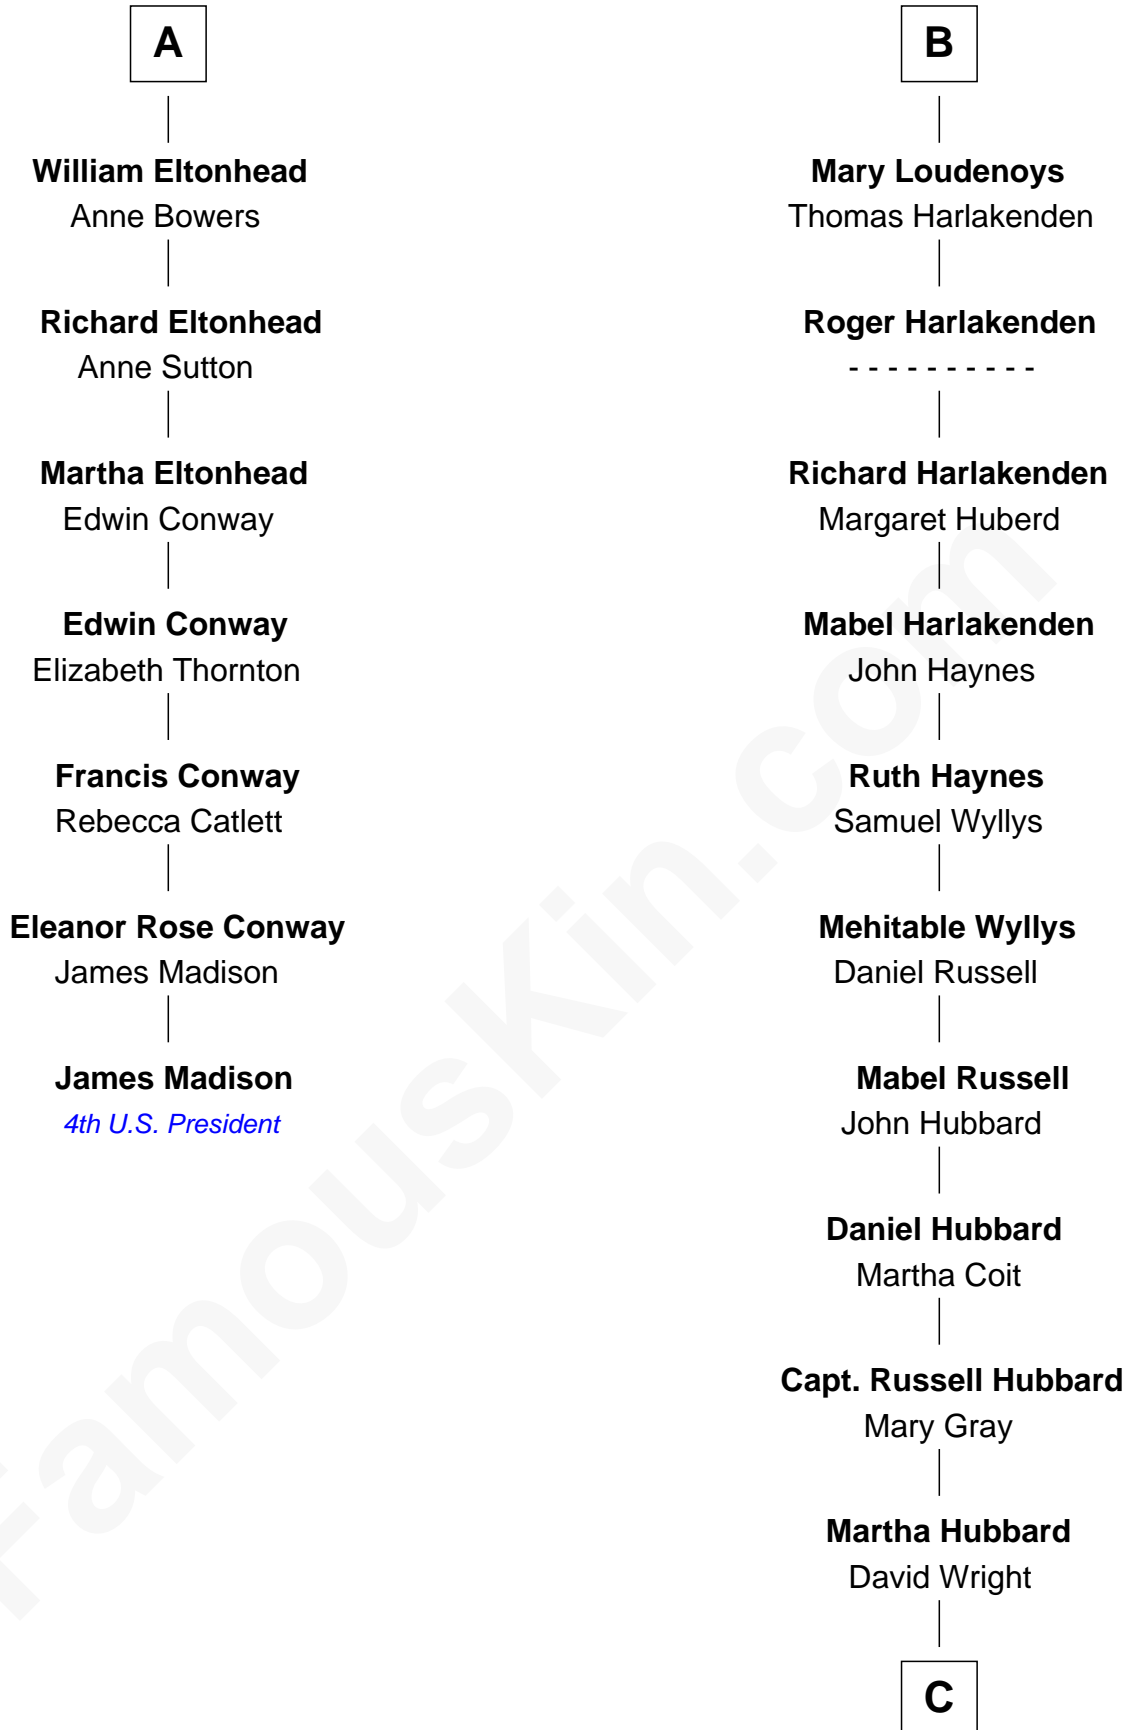 A
William Eltonhead
Anne Bowers
Richard Eltonhead
Anne Sutton
Martha Eltonhead
Edwin Conway
Edwin Conway
Elizabeth Thornton
Francis Conway
Rebecca Catlett
Eleanor Rose Conway
James Madison
James Madison
4th U.S. President
B
Mary Loudenoys
Thomas Harlakenden
Roger Harlakenden
- - - - - - - - - -
Richard Harlakenden
Margaret Huberd
Mabel Harlakenden
John Haynes
Ruth Haynes
Samuel Wyllys
Mehitable Wyllys
Daniel Russell
Mabel Russell
John Hubbard
Daniel Hubbard
Martha Coit
Capt. Russell Hubbard
Mary Gray
Martha Hubbard
David Wright
C
FamousKin.com